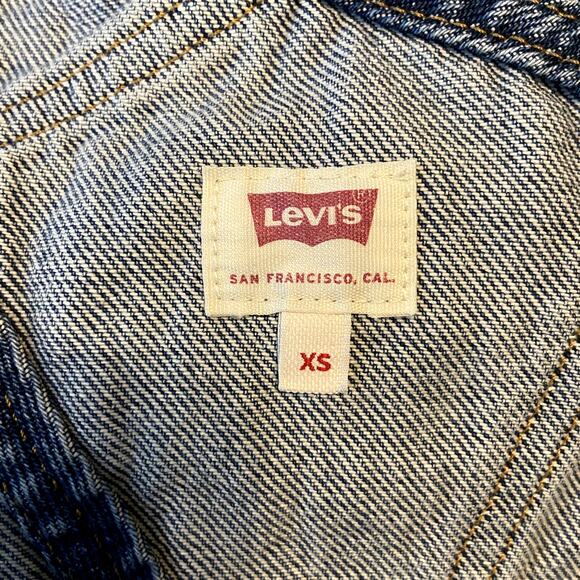 Levi's
SAN FRANCISCO, CAL.
XS